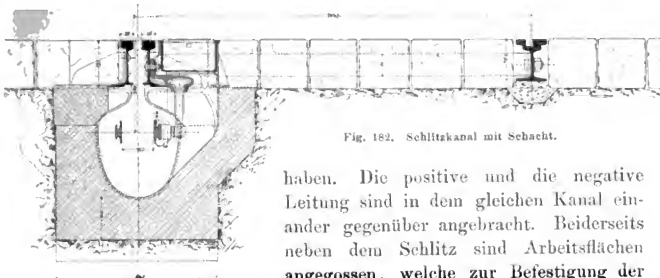 Fig. 182. Schlitzkanal mit Schacht.
haben. Die positive und die negative
Leitung sind in dem gleichen Kanal ein-
ander gegenüber angebracht. Beiderseits
neben dem Schlitz sind Arbeitsflächen
angegossen, welche zur Befestigung der